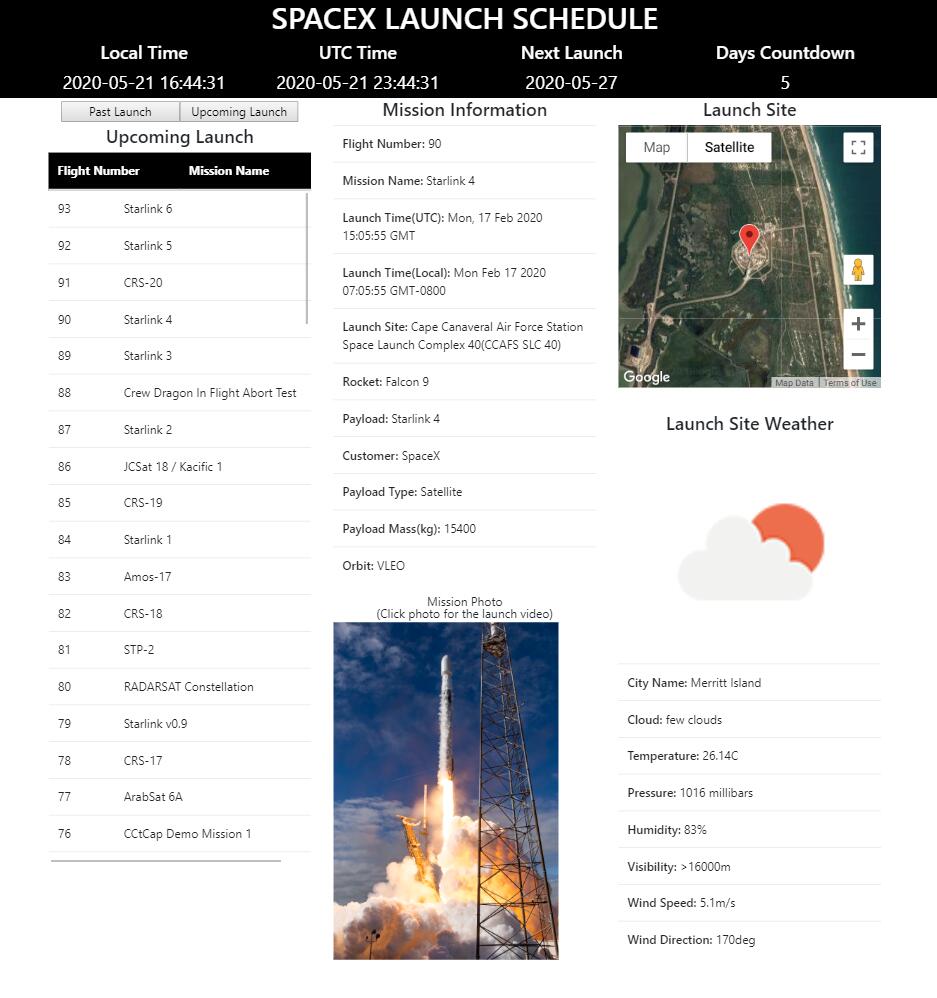 SPACEX LAUNCH SCHEDULE
Local Time
UTC Time
Next Launch
Days Countdown
2020-05-21 16:44:31
2020-05-21 23:44:31
2020-05-27
5
Past Launch
Upcoming Launch
Upcoming Launch
Flight Number Mission Name
93 Starlink 6
92 Starlink 5
91 CRS-20
90 Starlink 4
89 Starlink 3
88 Crew Dragon In Flight Abort Test
87 Starlink 2
86 JCSat 18 / Kacific 1
85 CRS-19
84 Starlink 1
83 Amos-17
82 CRS-18
81 STP-2
80 RADARSAT Constellation
79 Starlink v0.9
78 CRS-17
77 ArabSat 6A
76 CCtCap Demo Mission 1
Mission Information
Flight Number: 90
Mission Name: Starlink 4
Launch Time(UTC): Mon, 17 Feb 2020
15:05:55 GMT
Launch Time(Local): Mon Feb 17 2020
07:05:55 GMT-0800
Launch Site: Cape Canaveral Air Force Station
Space Launch Complex 40(CCAFS SLC 40)
Rocket: Falcon 9
Payload: Starlink 4
Customer: SpaceX
Payload Type: Satellite
Payload Mass(kg): 15400
Orbit: VLEO
Mission Photo
(Click photo for the launch video)
Launch Site
Map
Satellite
Google
Map Data
Terms of Use
Launch Site Weather
City Name: Merritt Island
Cloud: few clouds
Temperature: 26.14C
Pressure: 1016 millibars
Humidity: 83%
Visibility: >16000m
Wind Speed: 5.1m/s
Wind Direction: 170deg